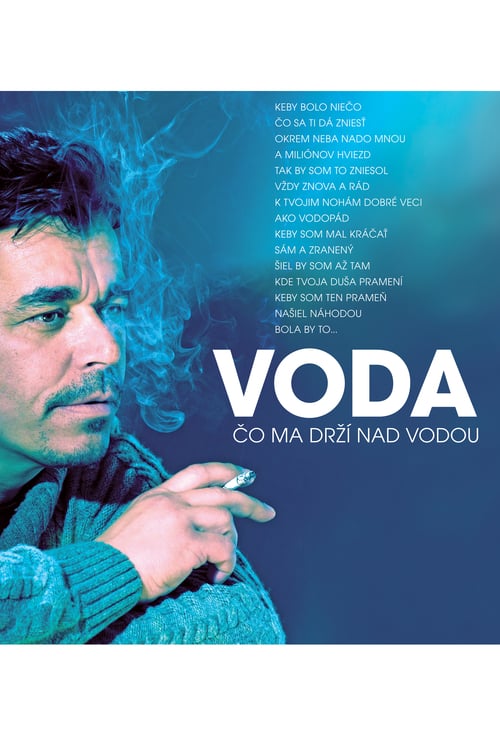 KEBY BOLO NIEČO
ČO SA TI DÁ ZNIESŤ
OKREM NEBA NADO MNOU
A MILIÓNOV HVIEZD
TAK BY SOM TO ZNIESOL
VŽDY ZNOVA A RÁD
K TVOJIM NOHÁM DOBRÉ VECI
AKO VODOPÁD
KEBY SOM MAL KRÁČAŤ
SÁM A ZRANENÝ
ŠIEL BY SOM AŽ TAM
KDE TVOJA DUŠA PRAMENÍ
KEBY SOM TEN PRAMEŇ
NAŠIEL NÁHODOU
BOLA BY TO...
VODA
ČO MA DRŽÍ NAD VODOU